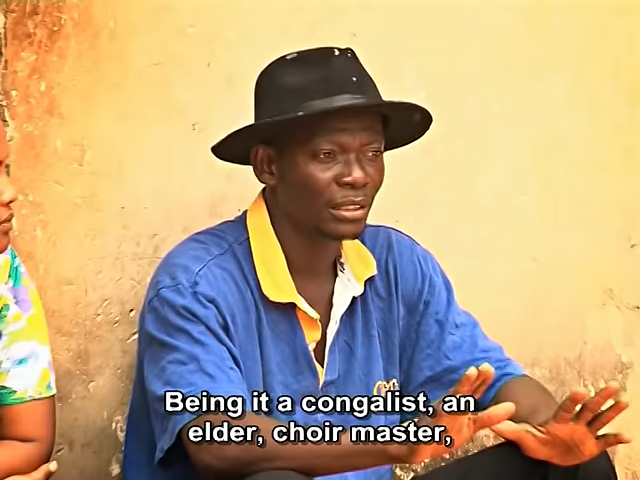 Being it a congalist, an
elder, choir master,